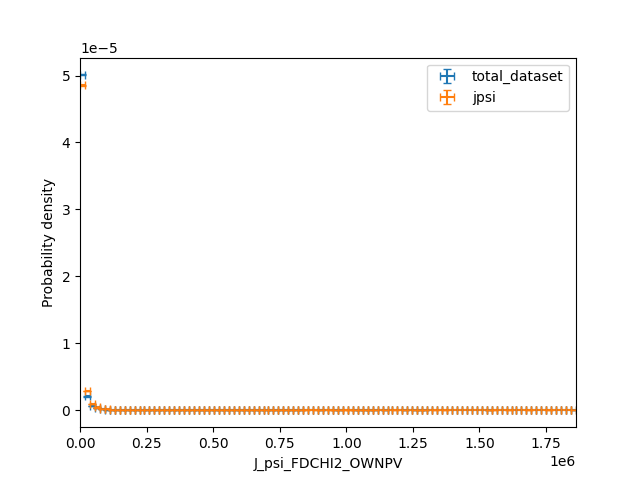 1e−5
total_dataset
jpsi
5
4
3
2
1
0
Probability density
0.00 0.25 0.50 0.75 1.00 1.25 1.50 1.75
J_psi_FDCHI2_OWNPV
1e6